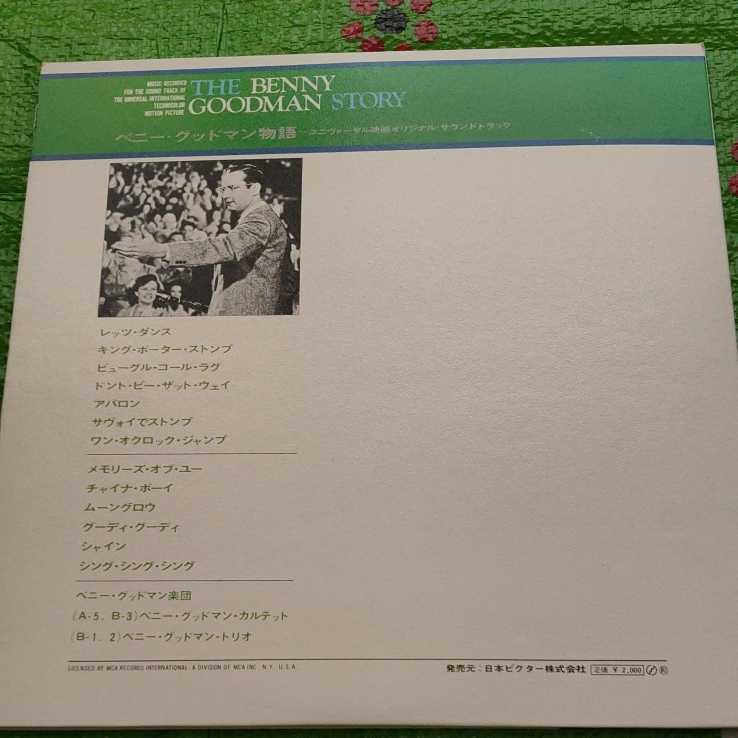 MUSIC RECORDED
FOR THE SOUND TRACK OF
THE UNIVERSAL-INTERNATIONAL
TECHNICOLOR
MOTION PICTURE
THE BENNY
GOODMAN STORY
ベニー・グッドマン物語－ユニヴァーサル映画オリジナル・サウンドトラック
レッツ・ダンス
キング・ポーター・ストンプ
ビューグル・コール・ラグ
ドント・ビー・ザット・ウェイ
アバロン
サヴォイでストンプ
ワン・オクロック・ジャンプ
メモリーズ・オブ・ユー
チャイナ・ボーイ
ムーングロウ
グーディ・グーディ
シャイン
シング・シング・シング
ベニー・グッドマン楽団
(A-5, B-3)ベニー・グッドマン・カルテット
(B-1, 2)ベニー・グッドマン・トリオ
LICENSED BY MCA RECORDS INTERNATIONAL: A DIVISION OF MCA INC. N.Y. U.S.A.
発売元：日本ビクター株式会社 定価 ¥2,000